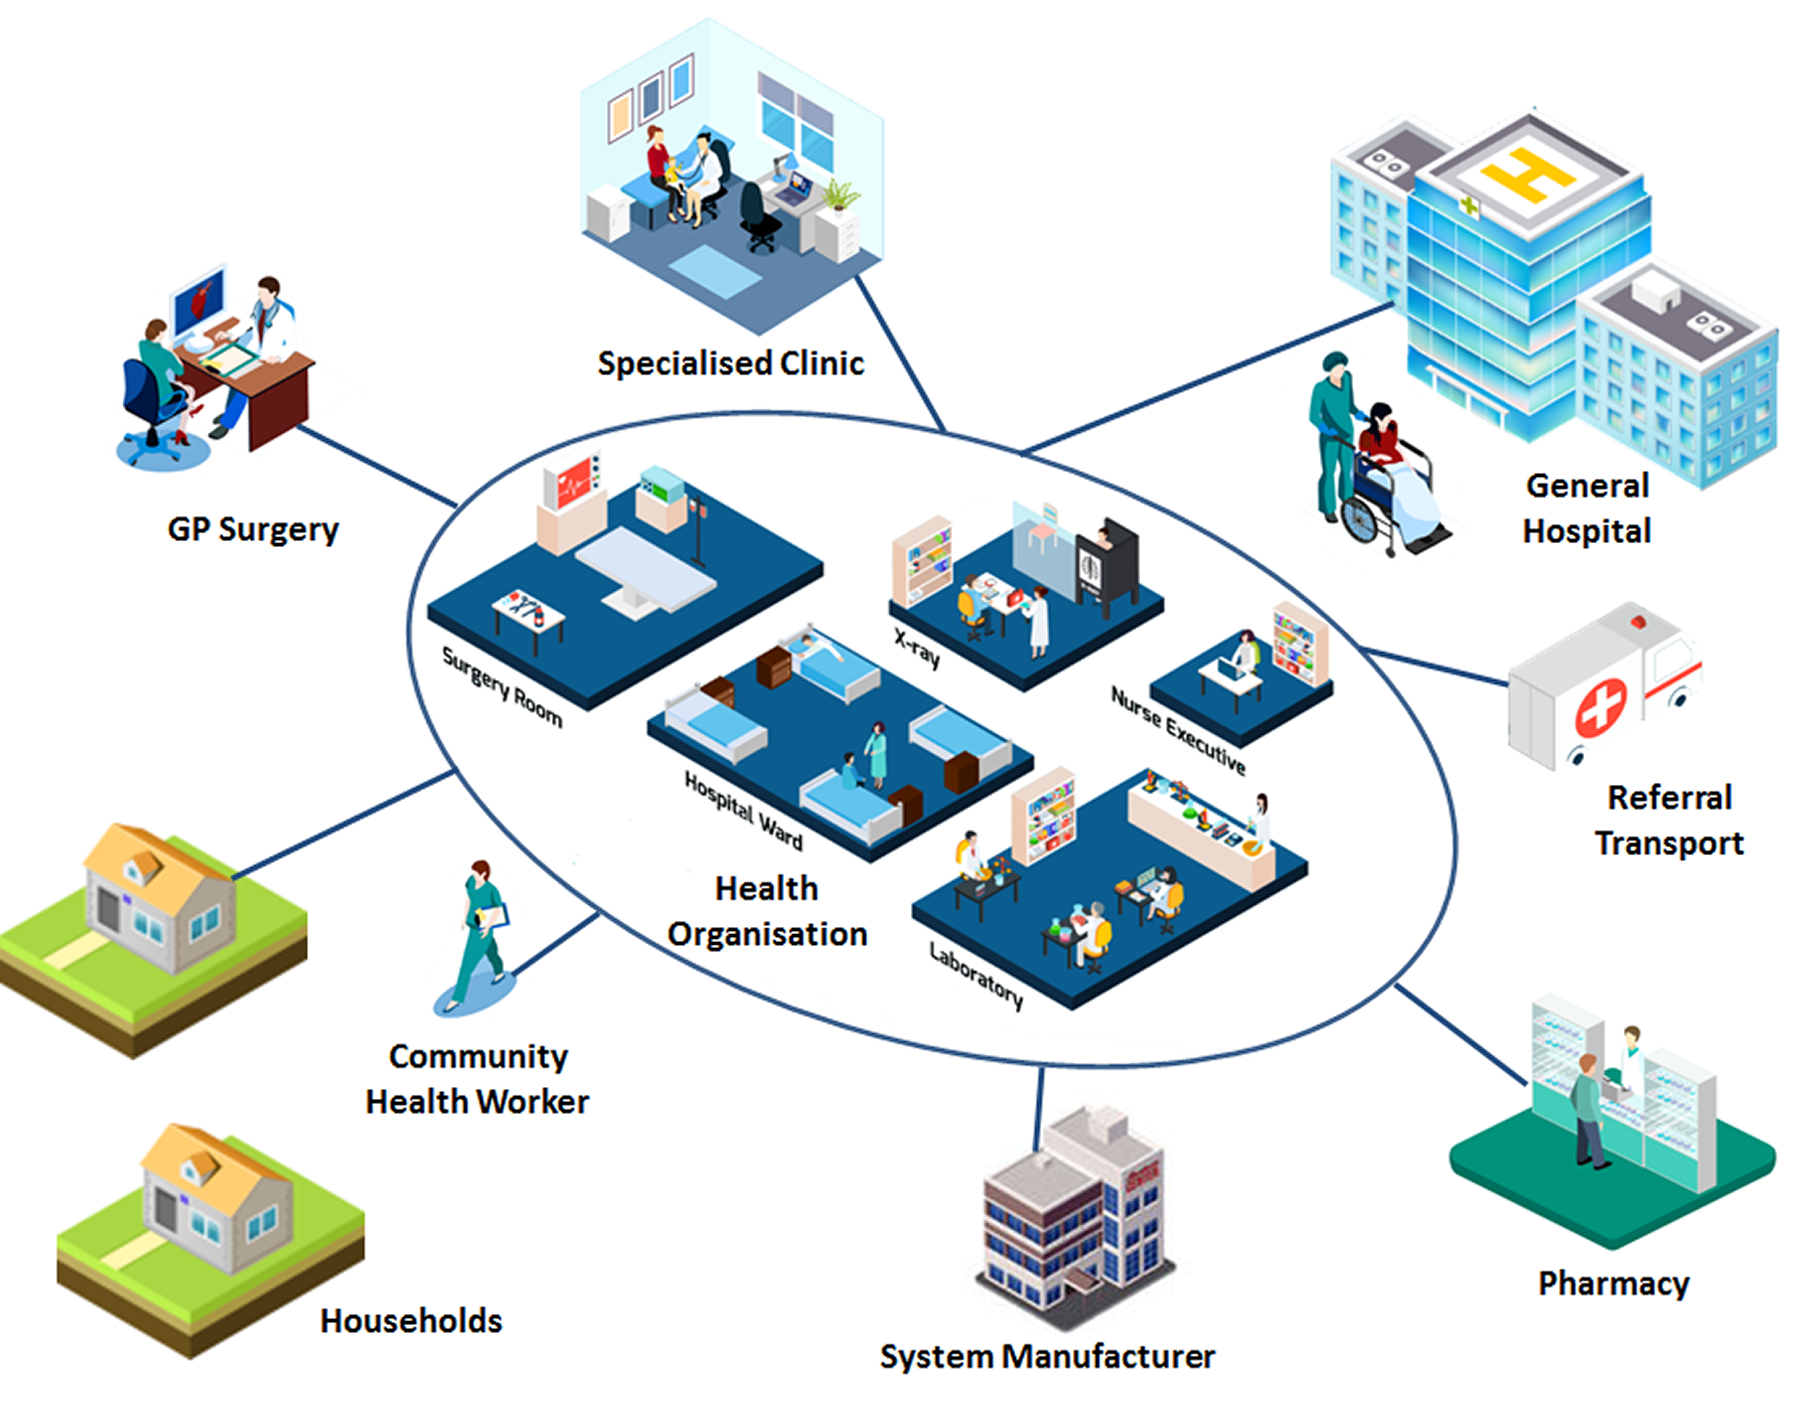 Specialised Clinic
GP Surgery
General
Hospital
Surgery Room
X-ray
Nurse Executive
Hospital Ward
Health
Organisation
Laboratory
Referral
Transport
Community
Health Worker
Households
System Manufacturer
CENTER
Pharmacy
H